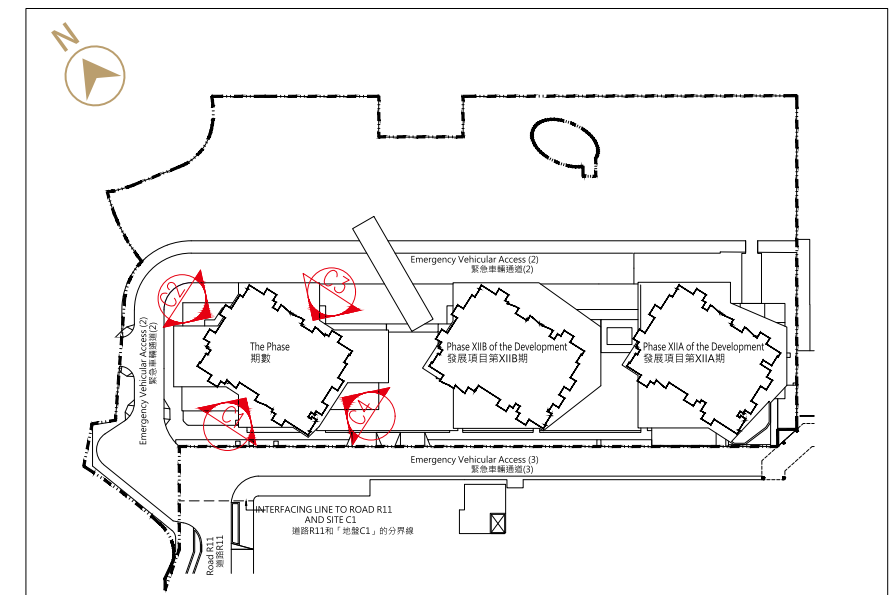 N
Emergency Vehicular Access (2)
緊急車輛通道(2)
C2
C3
The Phase
期數
Phase XIIB of the Development
發展項目第XIIB期
Phase XIIA of the Development
發展項目第XIIA期
Emergency Vehicular Access (2)
緊急車輛通道(2)
C1
C4
Emergency Vehicular Access (3)
緊急車輛通道(3)
INTERFACING LINE TO ROAD R11
AND SITE C1
道路R11和「地盤C1」的分界線
Road R11
道路R11